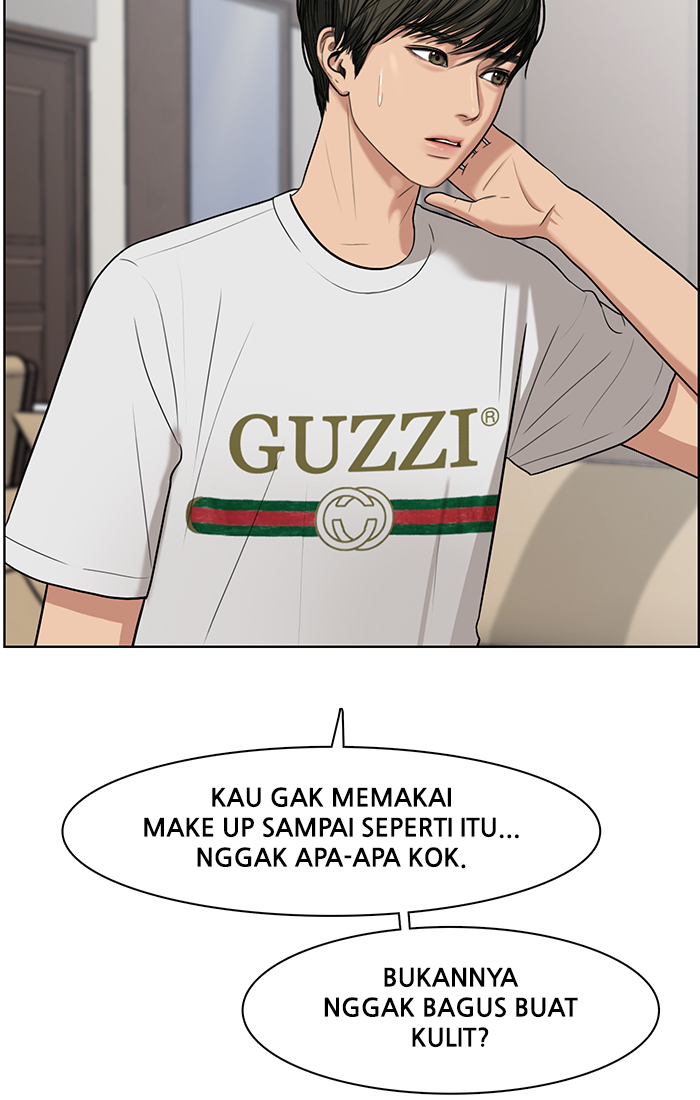 GUZZI®
KAU GAK MEMAKAI
MAKE UP SAMPAI SEPERTI ITU...
NGGAK APA-APA KOK.
BUKANNYA
NGGAK BAGUS BUAT
KULIT?